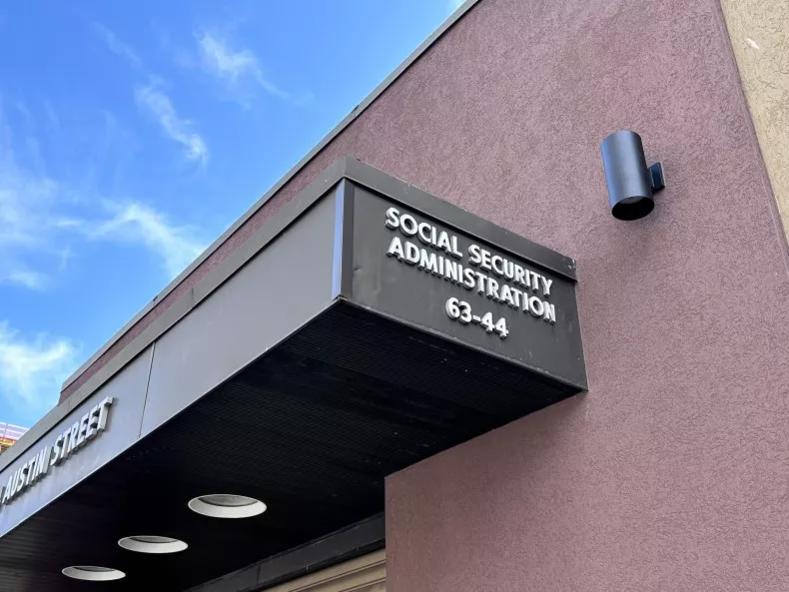 SOCIAL SECURITY
ADMINISTRATION
63-44
AUSTIN STREET